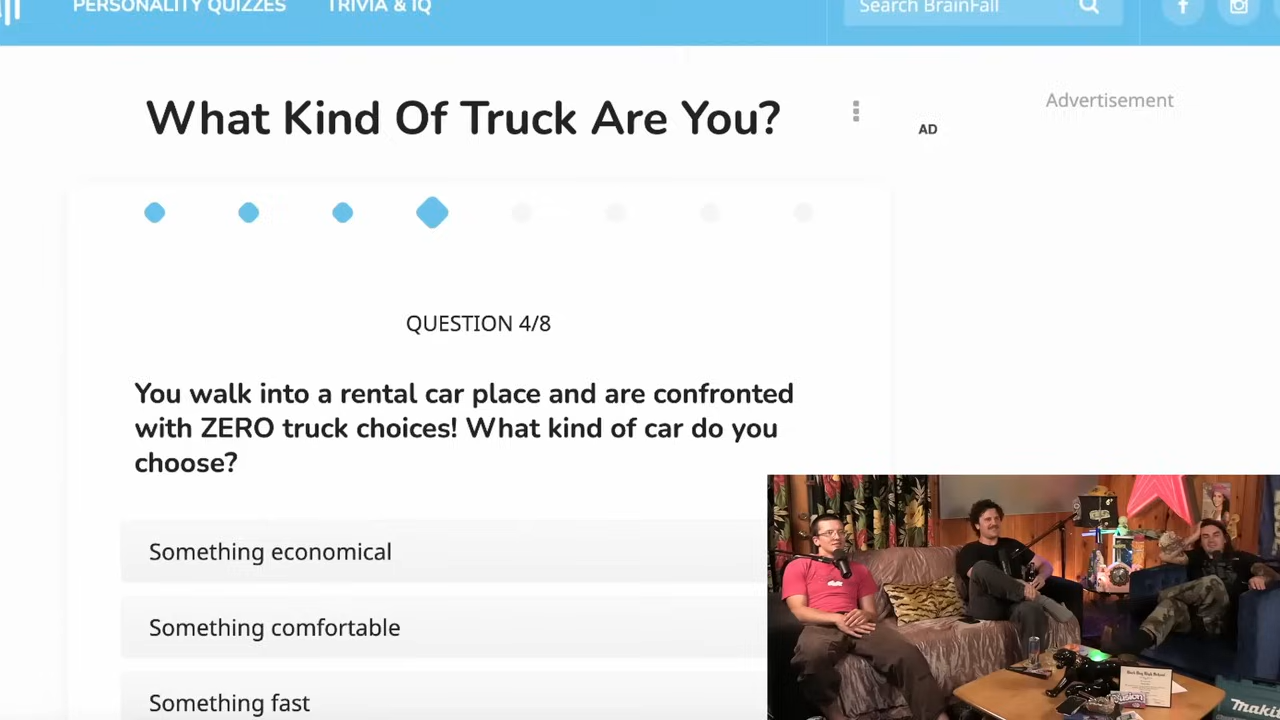 PERSONALITY QUIZZES
TRIVIA & IQ
Search BrainFall
What Kind Of Truck Are You?
Advertisement
AD
QUESTION 4/8
You walk into a rental car place and are confronted
with ZERO truck choices! What kind of car do you
choose?
Something economical
Something comfortable
Something fast
Makita